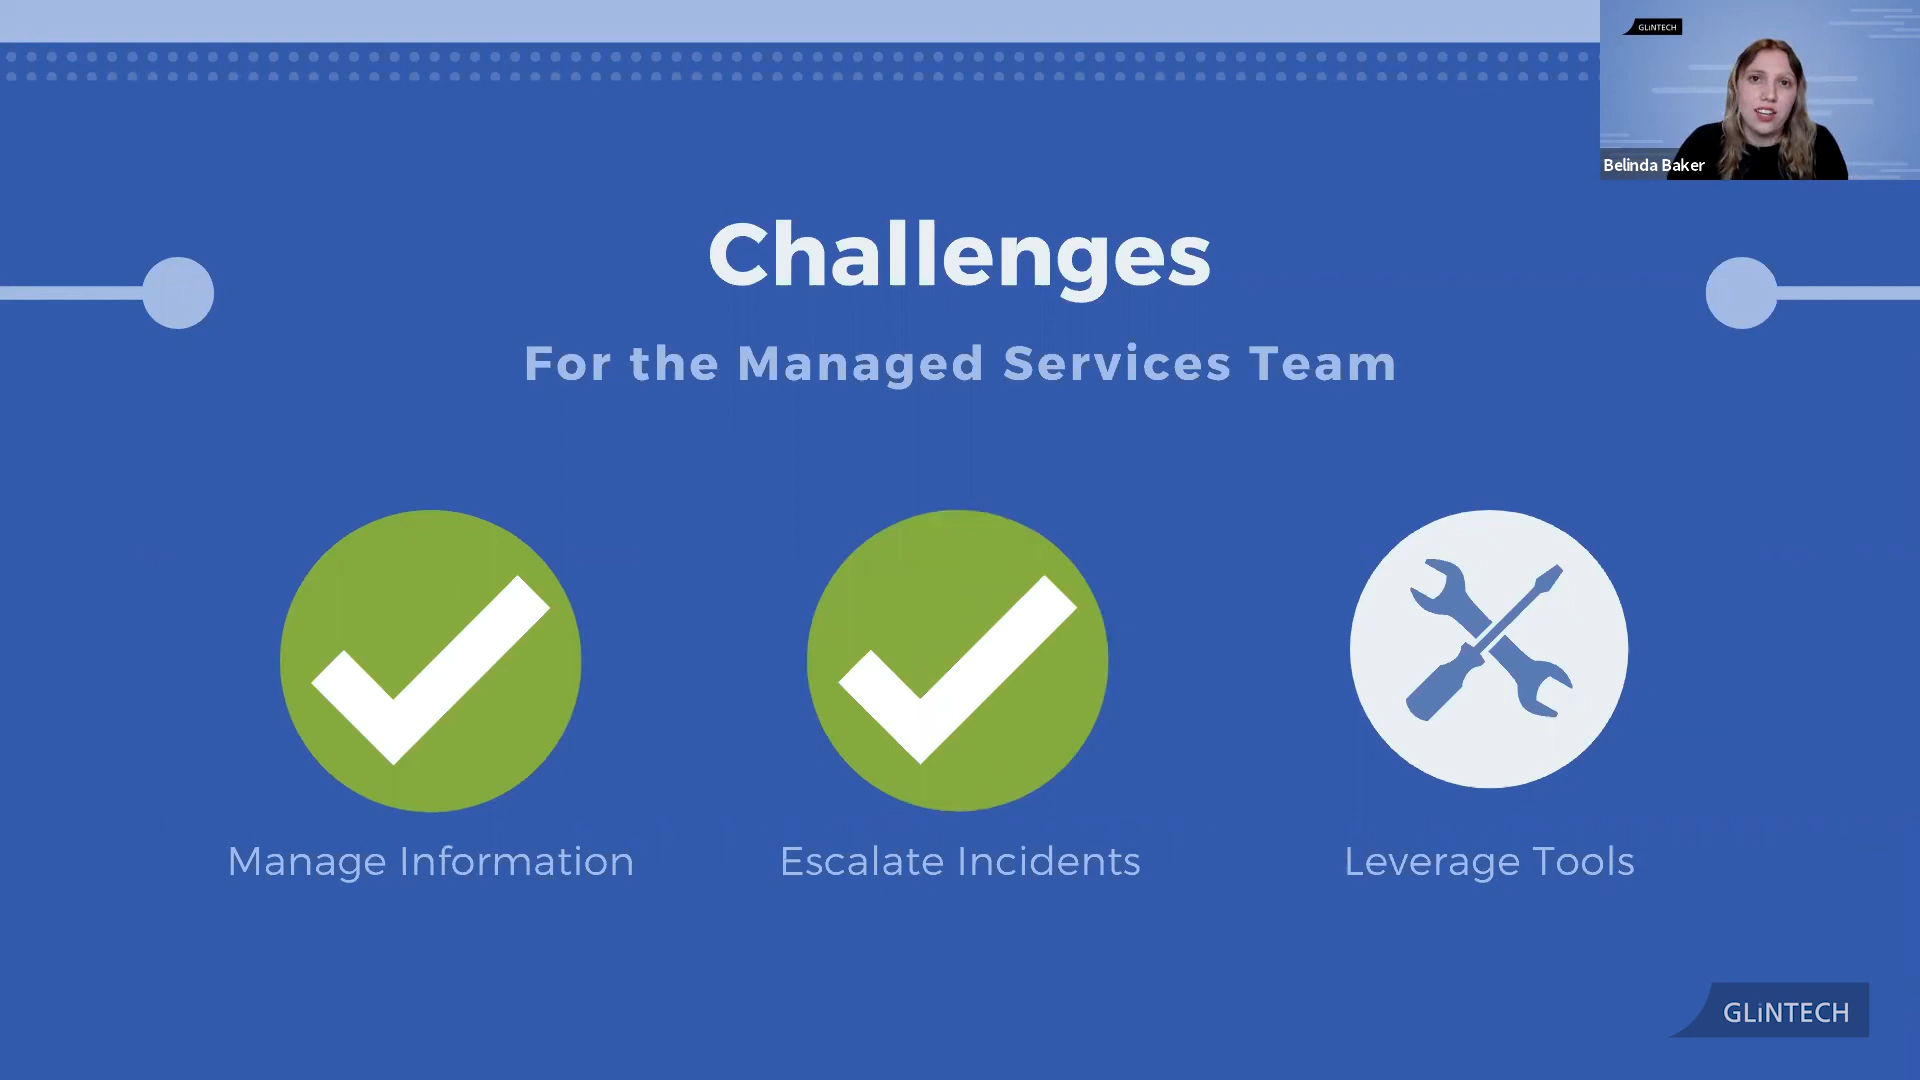 GLiNTECH
Belinda Baker
Challenges
For the Managed Services Team
Manage Information
Escalate Incidents
Leverage Tools
GLiNTECH